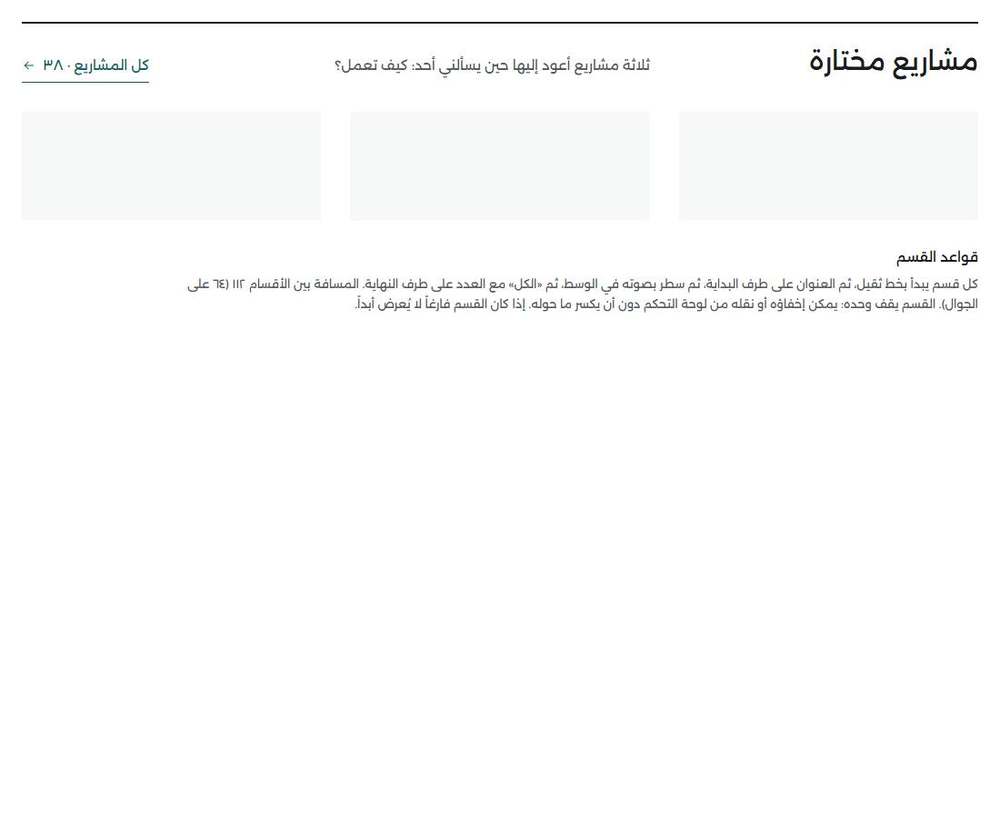 مشاريع مختارة
ثلاثة مشاريع أعود إليها حين يسألني أحد: كيف تعمل؟
كل المشاريع · ٣٨ ←
قواعد القسم
كل قسم يبدأ بخط ثقيل، ثم العنوان على طرف البداية، ثم سطر بصوته في الوسط، ثم «الكل» مع العدد على طرف النهاية. المسافة بين الأقسام ١١٢ (٦٤ على
الجوال). القسم يقف وحده: يمكن إخفاؤه أو نقله من لوحة التحكم دون أن يكسر ما حوله. إذا كان القسم فارغاً لا يُعرض أبداً.